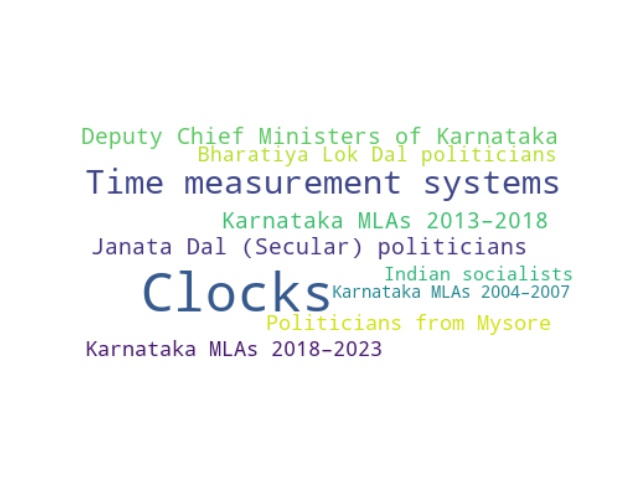 Deputy Chief Ministers of Karnataka
Bharatiya Lok Dal politicians
Time measurement systems
Karnataka MLAs 2013–2018
Janata Dal (Secular) politicians
Indian socialists
Clocks
Karnataka MLAs 2004–2007
Politicians from Mysore
Karnataka MLAs 2018–2023